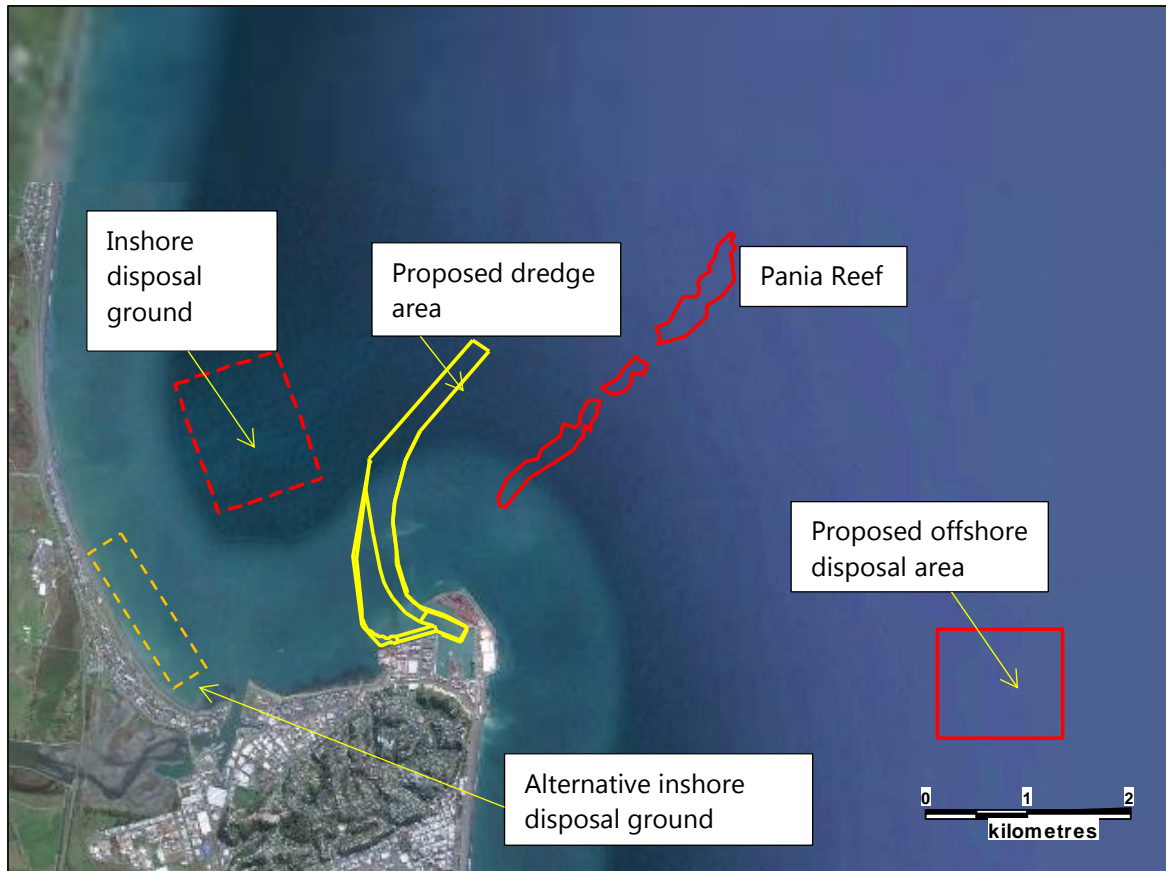 Inshore
disposal
ground
Proposed dredge
area
Pania Reef
Proposed offshore
disposal area
Alternative inshore
disposal ground
0 1 2
kilometres